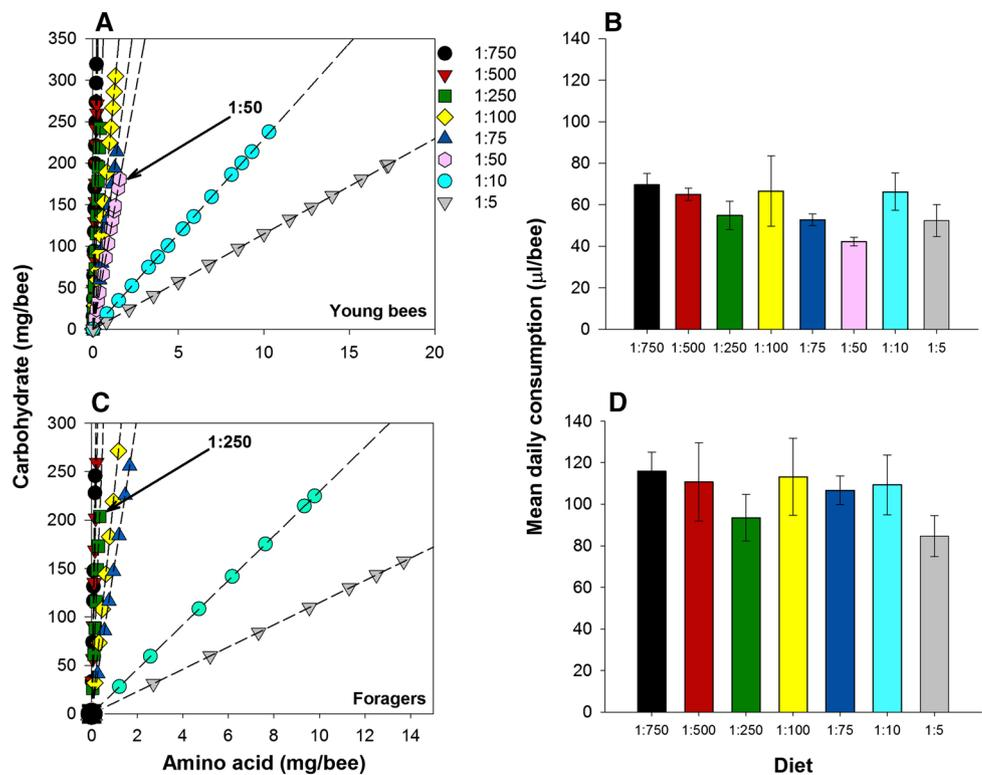 A
350
300
250
200
150
100
50
0
0 5 10 15 20
1:50
Young bees
1:750
1:500
1:250
1:100
1:75
1:50
1:10
1:5
B
140
120
100
80
60
40
20
0
1:750 1:500 1:250 1:100 1:75 1:50 1:10 1:5
Carbohydrate (mg/bee)
Mean daily consumption (µl/bee)
C
300
250
200
150
100
50
0
0 2 4 6 8 10 12 14
1:250
Foragers
Amino acid (mg/bee)
D
140
120
100
80
60
40
20
0
1:750 1:500 1:250 1:100 1:75 1:10 1:5
Diet